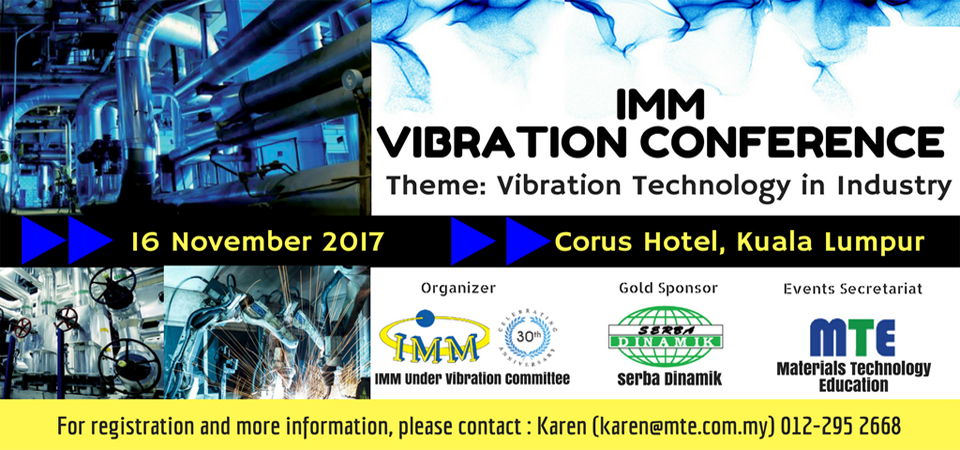 IMM
VIBRATION CONFERENCE
Theme: Vibration Technology in Industry
16 November 2017
Corus Hotel, Kuala Lumpur
Organizer
IMM
CELEBRATING
30th
ANNIVERSARY
IMM Under Vibration Committee
Gold Sponsor
SERBA
DINAMIK
Serba Dinamik
Events Secretariat
MTE
Materials Technology
Education
For registration and more information, please contact : Karen (karen@mte.com.my) 012-295 2668